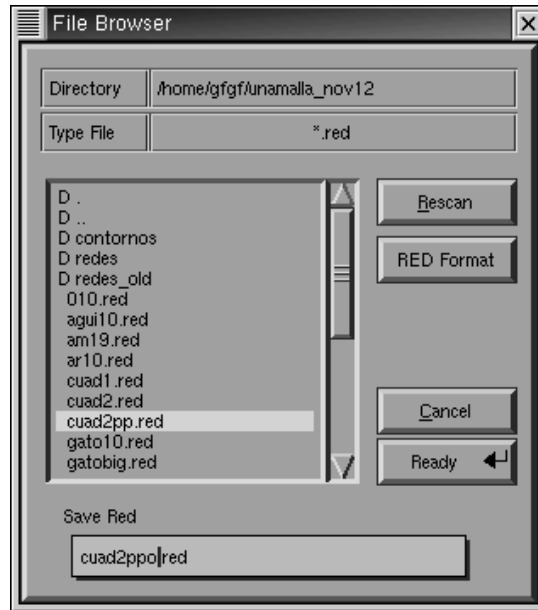 File Browser
Directory /home/gfgf/unamalla_nov12
Type File *.red
D .
D ..
D contornos
D redes
D redes_old
010.red
agui10.red
am19.red
ar10.red
cuad1.red
cuad2.red
cuad2pp.red
gato10.red
gatobig.red
Rescan
RED Format
Cancel
Ready
Save Red
cuad2ppo.red